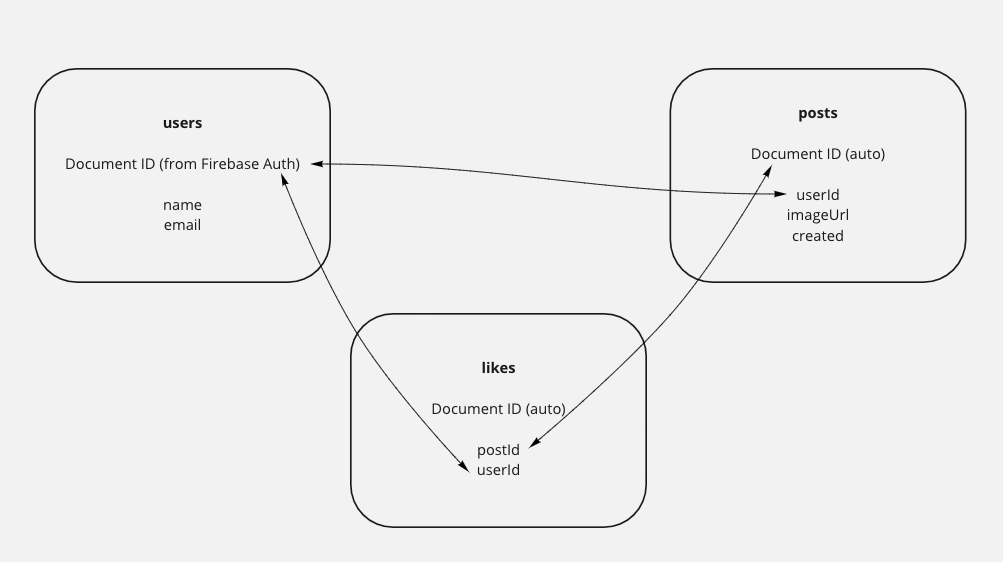 users
Document ID (from Firebase Auth)
name
email
posts
Document ID (auto)
userId
imageUrl
created
likes
Document ID (auto)
postId
userId